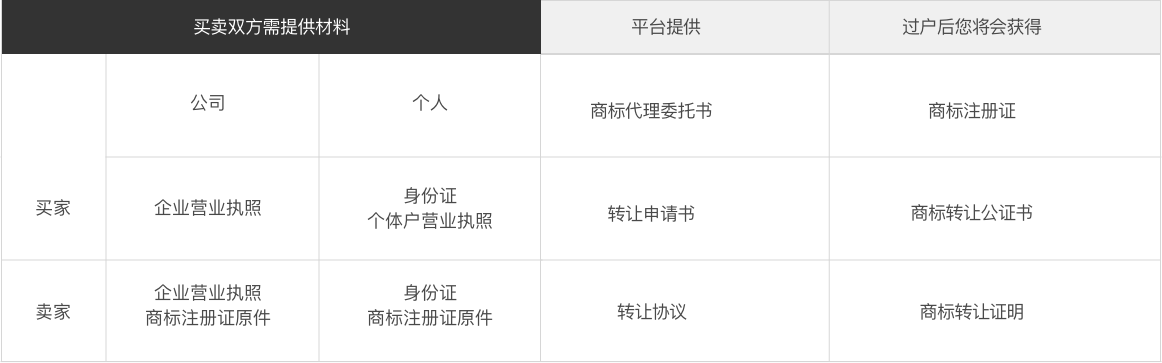 买卖双方需提供材料
平台提供
过户后您将会获得
公司
个人
商标代理委托书
商标注册证
买家
企业营业执照
身份证
个体户营业执照
转让申请书
商标转让公证书
卖家
企业营业执照
商标注册证原件
身份证
商标注册证原件
转让协议
商标转让证明